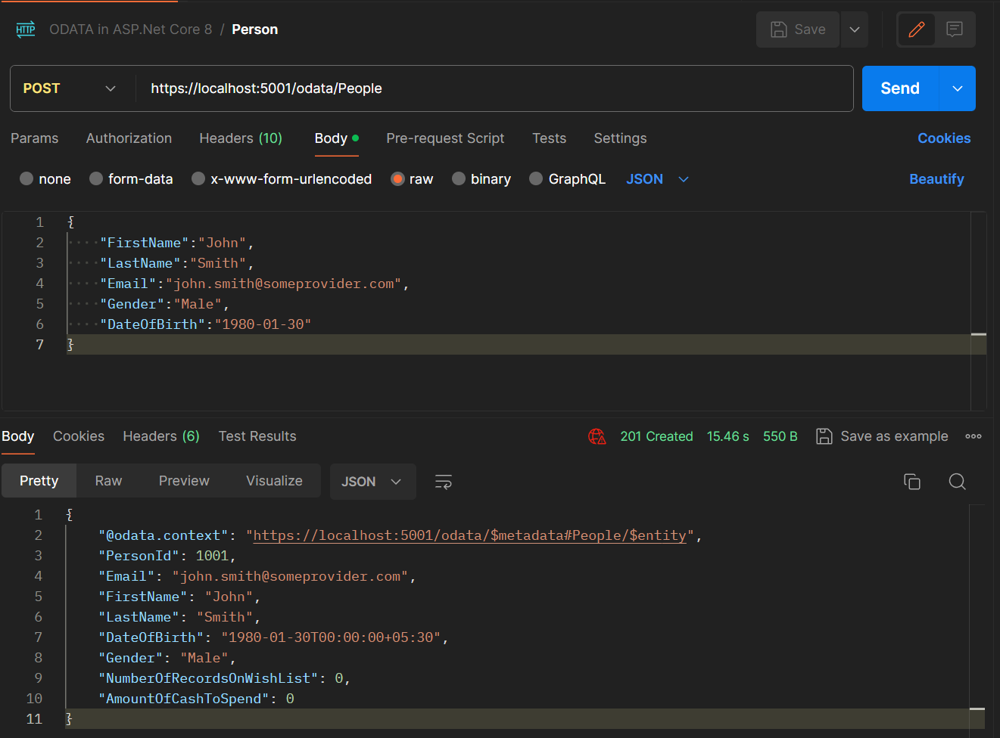 HTTP ODATA in ASP.Net Core 8 / Person Save
POST https://localhost:5001/odata/People Send
Params Authorization Headers (10) Body Pre-request Script Tests Settings Cookies
none form-data x-www-form-urlencoded raw binary GraphQL JSON Beautify
1 {
2 ····"FirstName":"John",
3 ····"LastName":"Smith",
4 ····"Email":"john.smith@someprovider.com",
5 ····"Gender":"Male",
6 ····"DateOfBirth":"1980-01-30"
7 }
Body Cookies Headers (6) Test Results 201 Created 15.46 s 550 B Save as example
Pretty Raw Preview Visualize JSON
1 {
2 "@odata.context": "https://localhost:5001/odata/$metadata#People/$entity",
3 "PersonId": 1001,
4 "Email": "john.smith@someprovider.com",
5 "FirstName": "John",
6 "LastName": "Smith",
7 "DateOfBirth": "1980-01-30T00:00:00+05:30",
8 "Gender": "Male",
9 "NumberOfRecordsOnWishList": 0,
10 "AmountOfCashToSpend": 0
11 }